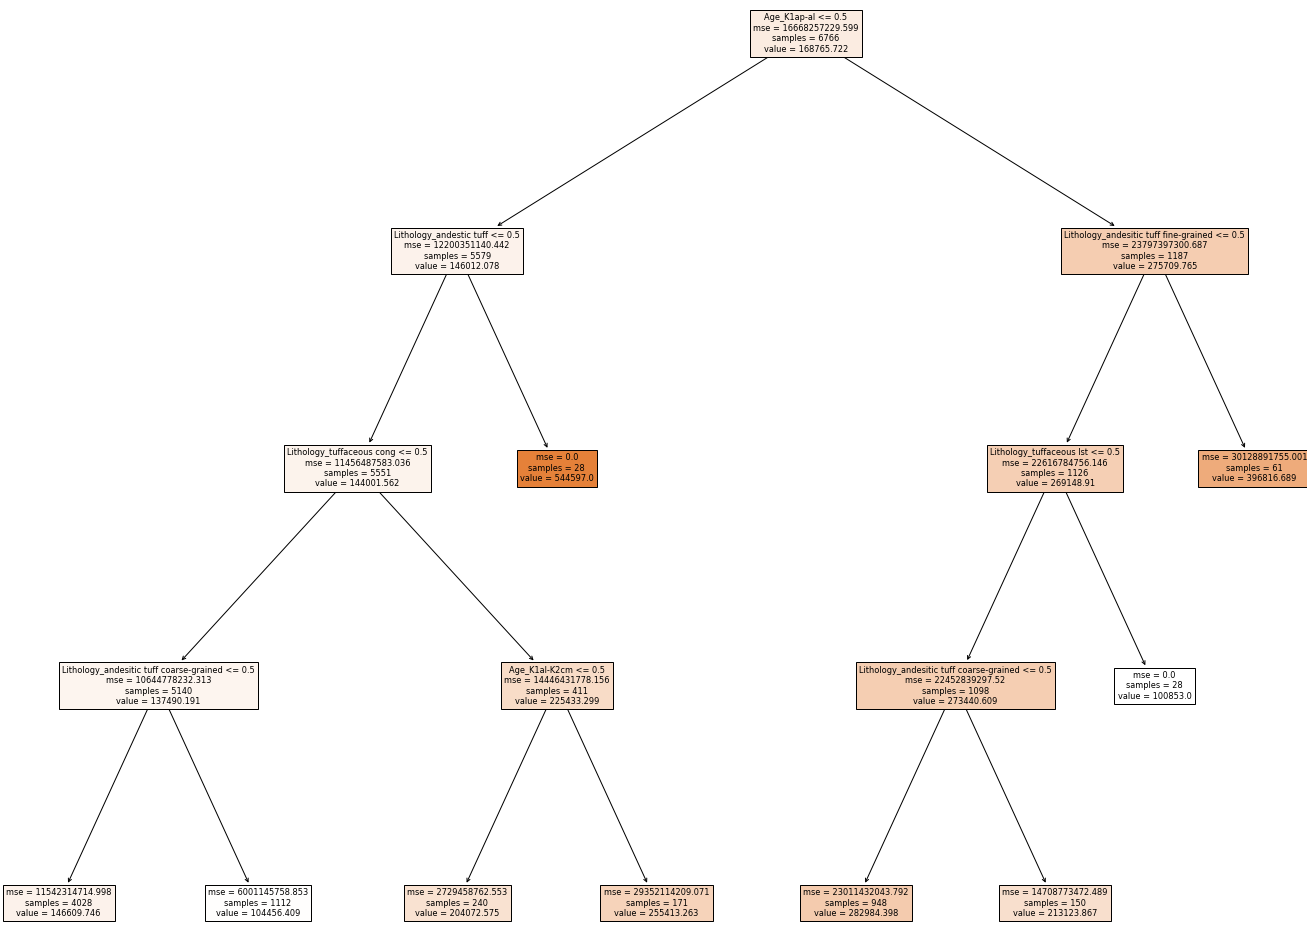 Age_K1ap-al <= 0.5
mse = 16668257229.599
samples = 6766
value = 168765.722
Lithology_andestic tuff <= 0.5
mse = 12200351140.442
samples = 5579
value = 146012.078
Lithology_andesitic tuff fine-grained <= 0.5
mse = 23797397300.687
samples = 1187
value = 275709.765
Lithology_tuffaceous cong <= 0.5
mse = 11456487583.036
samples = 5551
value = 144001.562
mse = 0.0
samples = 28
value = 544597.0
Lithology_tuffaceous lst <= 0.5
mse = 22616784756.146
samples = 1126
value = 269148.91
mse = 30128891755.001
samples = 61
value = 396816.689
Lithology_andesitic tuff coarse-grained <= 0.5
mse = 10644778232.313
samples = 5140
value = 137490.191
Age_K1al-K2cm <= 0.5
mse = 14446431778.156
samples = 411
value = 225433.299
Lithology_andesitic tuff coarse-grained <= 0.5
mse = 22452839297.52
samples = 1098
value = 273440.609
mse = 0.0
samples = 28
value = 100853.0
mse = 11542314714.998
samples = 4028
value = 146609.746
mse = 6001145758.853
samples = 1112
value = 104456.409
mse = 2729458762.553
samples = 240
value = 204072.575
mse = 29352114209.071
samples = 171
value = 255413.263
mse = 23011432043.792
samples = 948
value = 282984.398
mse = 14708773472.489
samples = 150
value = 213123.867